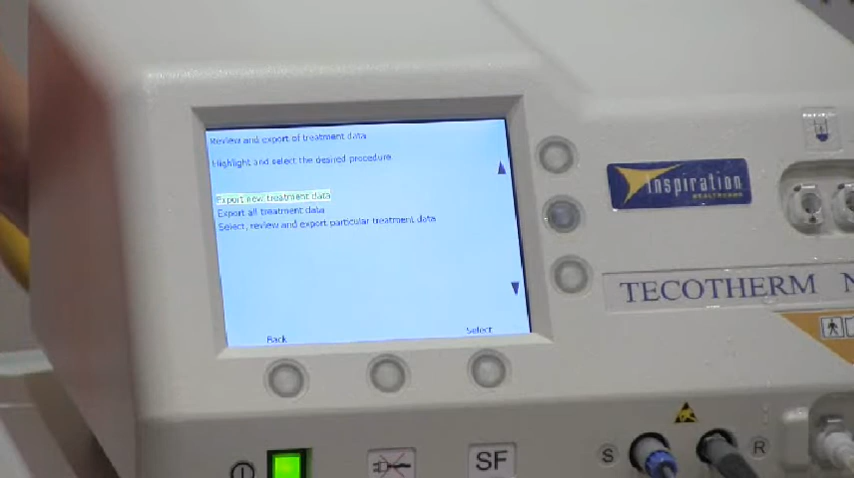 Review and export of treatment data
Highlight and select the desired procedure
Export new treatment data
Export all treatment data
Select, review and export particular treatment data
Back
Select
inspiration
HEALTHCARE
TECOTHERM N
SF
S
R